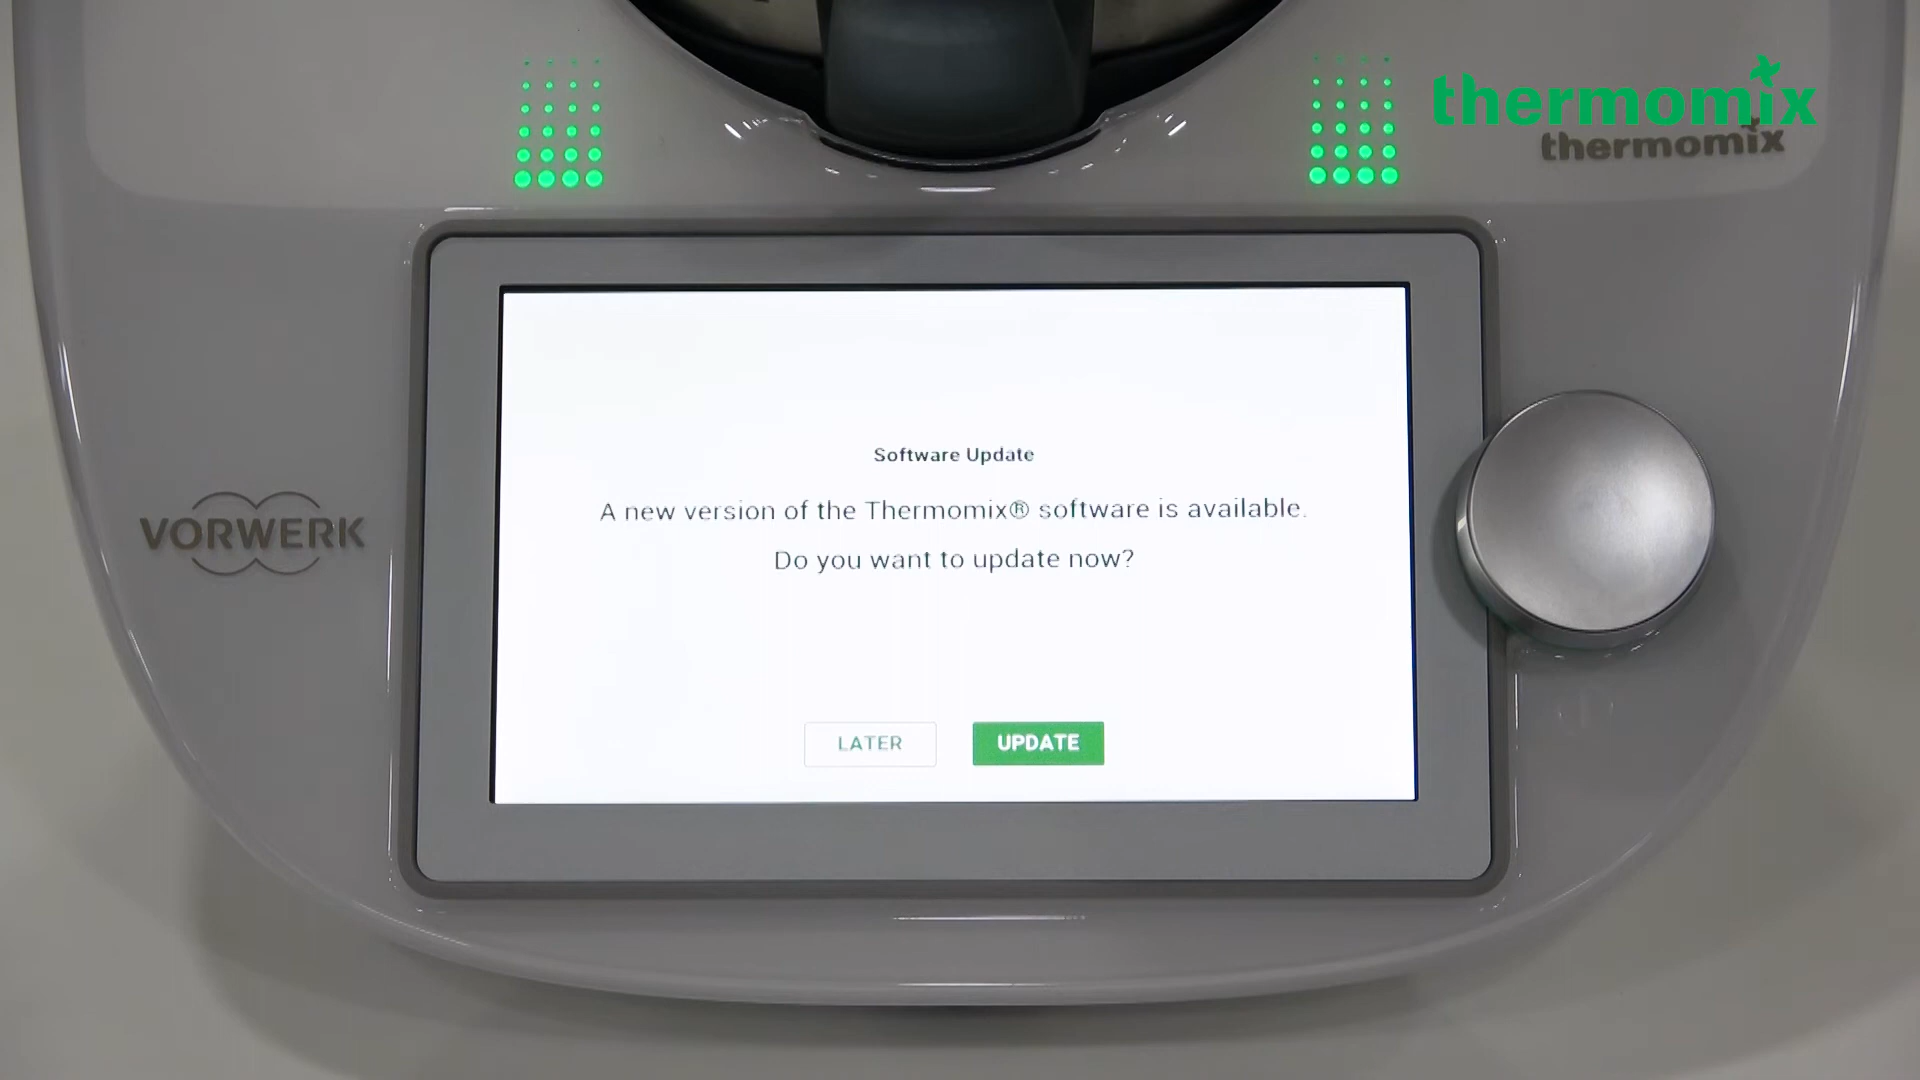 thermomix
thermomix
VORWERK
Software Update
A new version of the Thermomix® software is available.
Do you want to update now?
LATER
UPDATE